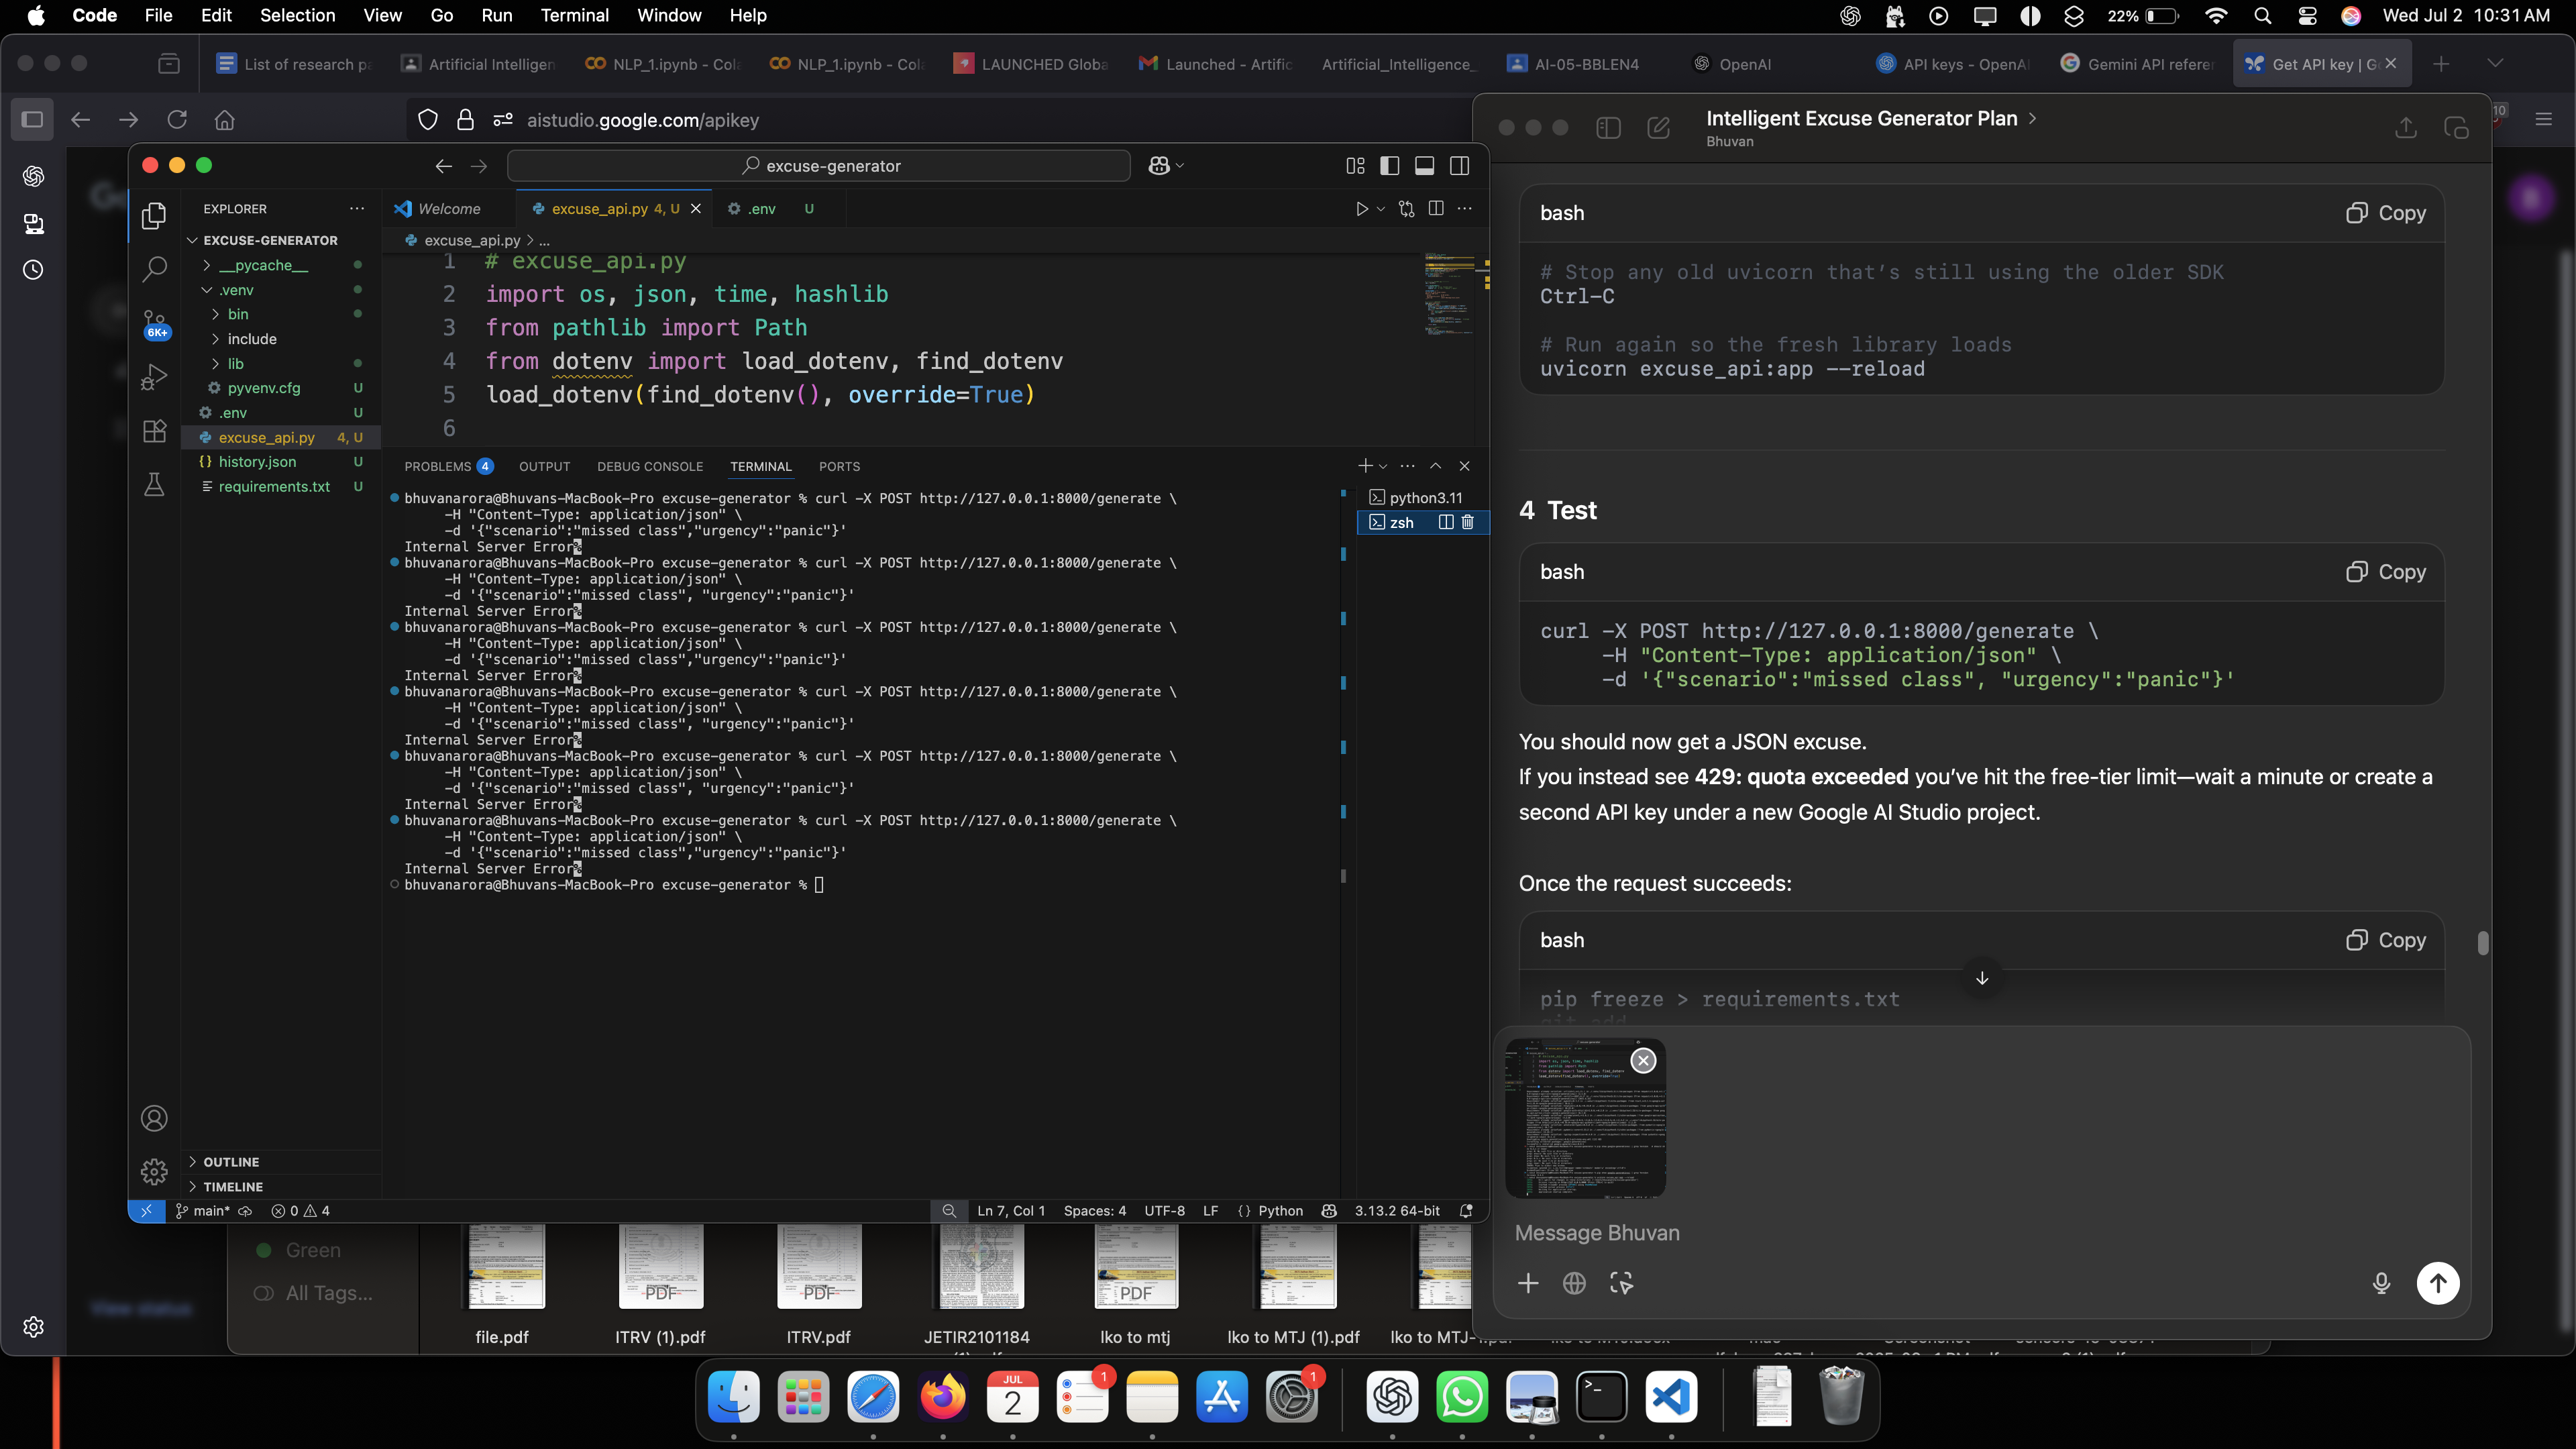 Code File Edit Selection View Go Run Terminal Window Help
22% Wed Jul 2 10:31 AM
List of research pa
Artificial Intelligen
NLP_1.ipynb - Col
NLP_1.ipynb - Col
LAUNCHED Globa
Launched - Artific
Artificial_Intelligence_
AI-05-BBLEN4
OpenAI
API keys - OpenAI
Gemini API referen
Get API key | G
aistudio.google.com/apikey
10
Intelligent Excuse Generator Plan
Bhuvan
excuse-generator
EXPLORER
EXCUSE-GENERATOR
__pycache__
.venv
bin
include
lib
pyvenv.cfg U
.env U
excuse_api.py 4, U
history.json U
requirements.txt U
6K+
OUTLINE
TIMELINE
Welcome
excuse_api.py 4, U
.env U
excuse_api.py > ...
1 # excuse_api.py
2 import os, json, time, hashlib
3 from pathlib import Path
4 from dotenv import load_dotenv, find_dotenv
5 load_dotenv(find_dotenv(), override=True)
6
PROBLEMS 4 OUTPUT DEBUG CONSOLE TERMINAL PORTS
python3.11
zsh
bhuvanarora@Bhuvans-MacBook-Pro excuse-generator % curl -X POST http://127.0.0.1:8000/generate \
-H "Content-Type: application/json" \
-d '{"scenario":"missed class","urgency":"panic"}'
Internal Server Error%
bhuvanarora@Bhuvans-MacBook-Pro excuse-generator % curl -X POST http://127.0.0.1:8000/generate \
-H "Content-Type: application/json" \
-d '{"scenario":"missed class", "urgency":"panic"}'
Internal Server Error%
bhuvanarora@Bhuvans-MacBook-Pro excuse-generator % curl -X POST http://127.0.0.1:8000/generate \
-H "Content-Type: application/json" \
-d '{"scenario":"missed class","urgency":"panic"}'
Internal Server Error%
bhuvanarora@Bhuvans-MacBook-Pro excuse-generator % curl -X POST http://127.0.0.1:8000/generate \
-H "Content-Type: application/json" \
-d '{"scenario":"missed class", "urgency":"panic"}'
Internal Server Error%
bhuvanarora@Bhuvans-MacBook-Pro excuse-generator % curl -X POST http://127.0.0.1:8000/generate \
-H "Content-Type: application/json" \
-d '{"scenario":"missed class", "urgency":"panic"}'
Internal Server Error%
bhuvanarora@Bhuvans-MacBook-Pro excuse-generator % curl -X POST http://127.0.0.1:8000/generate \
-H "Content-Type: application/json" \
-d '{"scenario":"missed class","urgency":"panic"}'
Internal Server Error%
bhuvanarora@Bhuvans-MacBook-Pro excuse-generator %
main* 0 4 Ln 7, Col 1 Spaces: 4 UTF-8 LF {} Python 3.13.2 64-bit
bash Copy
# Stop any old uvicorn that’s still using the older SDK
Ctrl-C
# Run again so the fresh library loads
uvicorn excuse_api:app --reload
4 Test
bash Copy
curl -X POST http://127.0.0.1:8000/generate \
-H "Content-Type: application/json" \
-d '{"scenario":"missed class", "urgency":"panic"}'
You should now get a JSON excuse.
If you instead see 429: quota exceeded you’ve hit the free-tier limit—wait a minute or create a
second API key under a new Google AI Studio project.
Once the request succeeds:
bash Copy
pip freeze > requirements.txt
git add
Message Bhuvan
View status
Green
All Tags...
PDF
PDF
PDF
file.pdf
ITRV (1).pdf
ITRV.pdf
JETIR2101184
lko to mtj
lko to MTJ (1).pdf
JUL
2
1
1